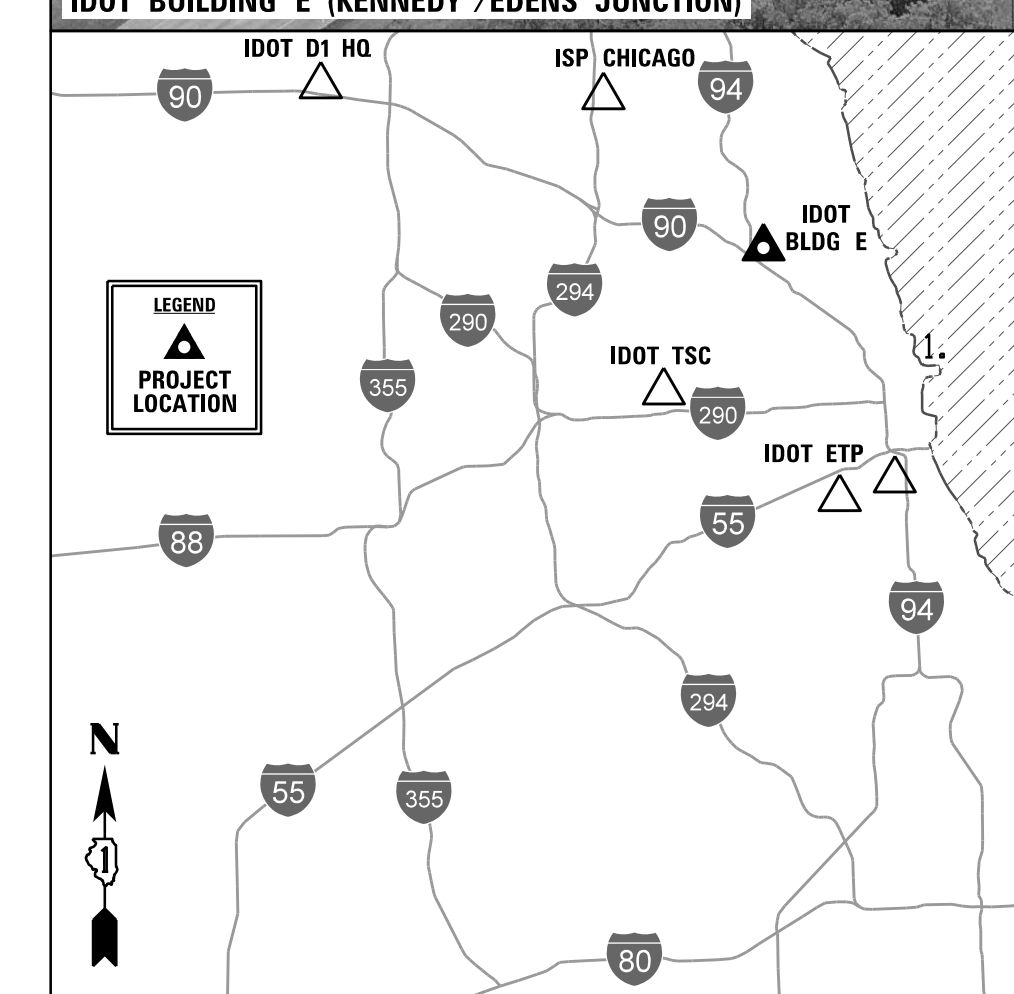 IDOT BUILDING E (KENNEDY/EDENS JUNCTION)
IDOT D1 HQ
ISP CHICAGO
90
94
IDOT
BLDG E
90
294
LEGEND
PROJECT
LOCATION
290
1.
IDOT TSC
355
290
IDOT ETP
55
88
94
294
N
55
355
1
80